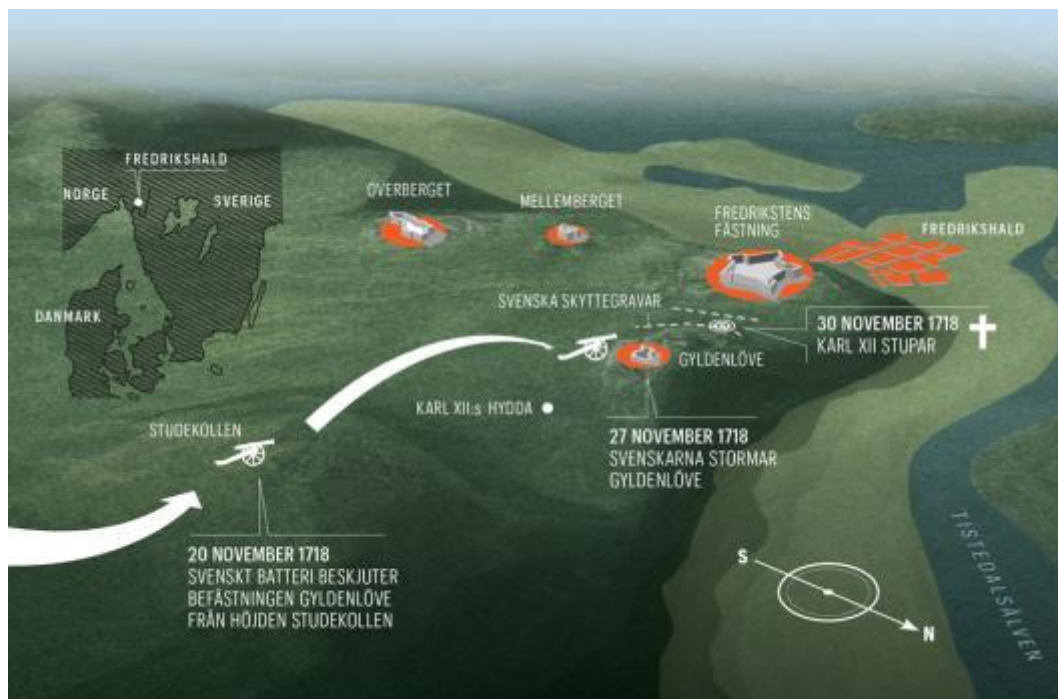 FREDRIKSHALD
NORGE
SVERIGE
DANMARK
ÖVERBERGET
MELLEMBERGET
FREDRIKSTENS
FÄSTNING
FREDRIKSHALD
SVENSKA SKYTTEGRAVAR
30 NOVEMBER 1718
KARL XII STUPAR
GYLDENLÖVE
KARL XII:s HYDDA
STUDEKOLLEN
27 NOVEMBER 1718
SVENSKARNA STORMAR
GYLDENLÖVE
20 NOVEMBER 1718
SVENSKT BATTERI BESKJUTER
BEFÄSTNINGEN GYLDENLÖVE
FRÅN HÖJDEN STUDEKOLLEN
S
N
TISTEDALSÄLVEN